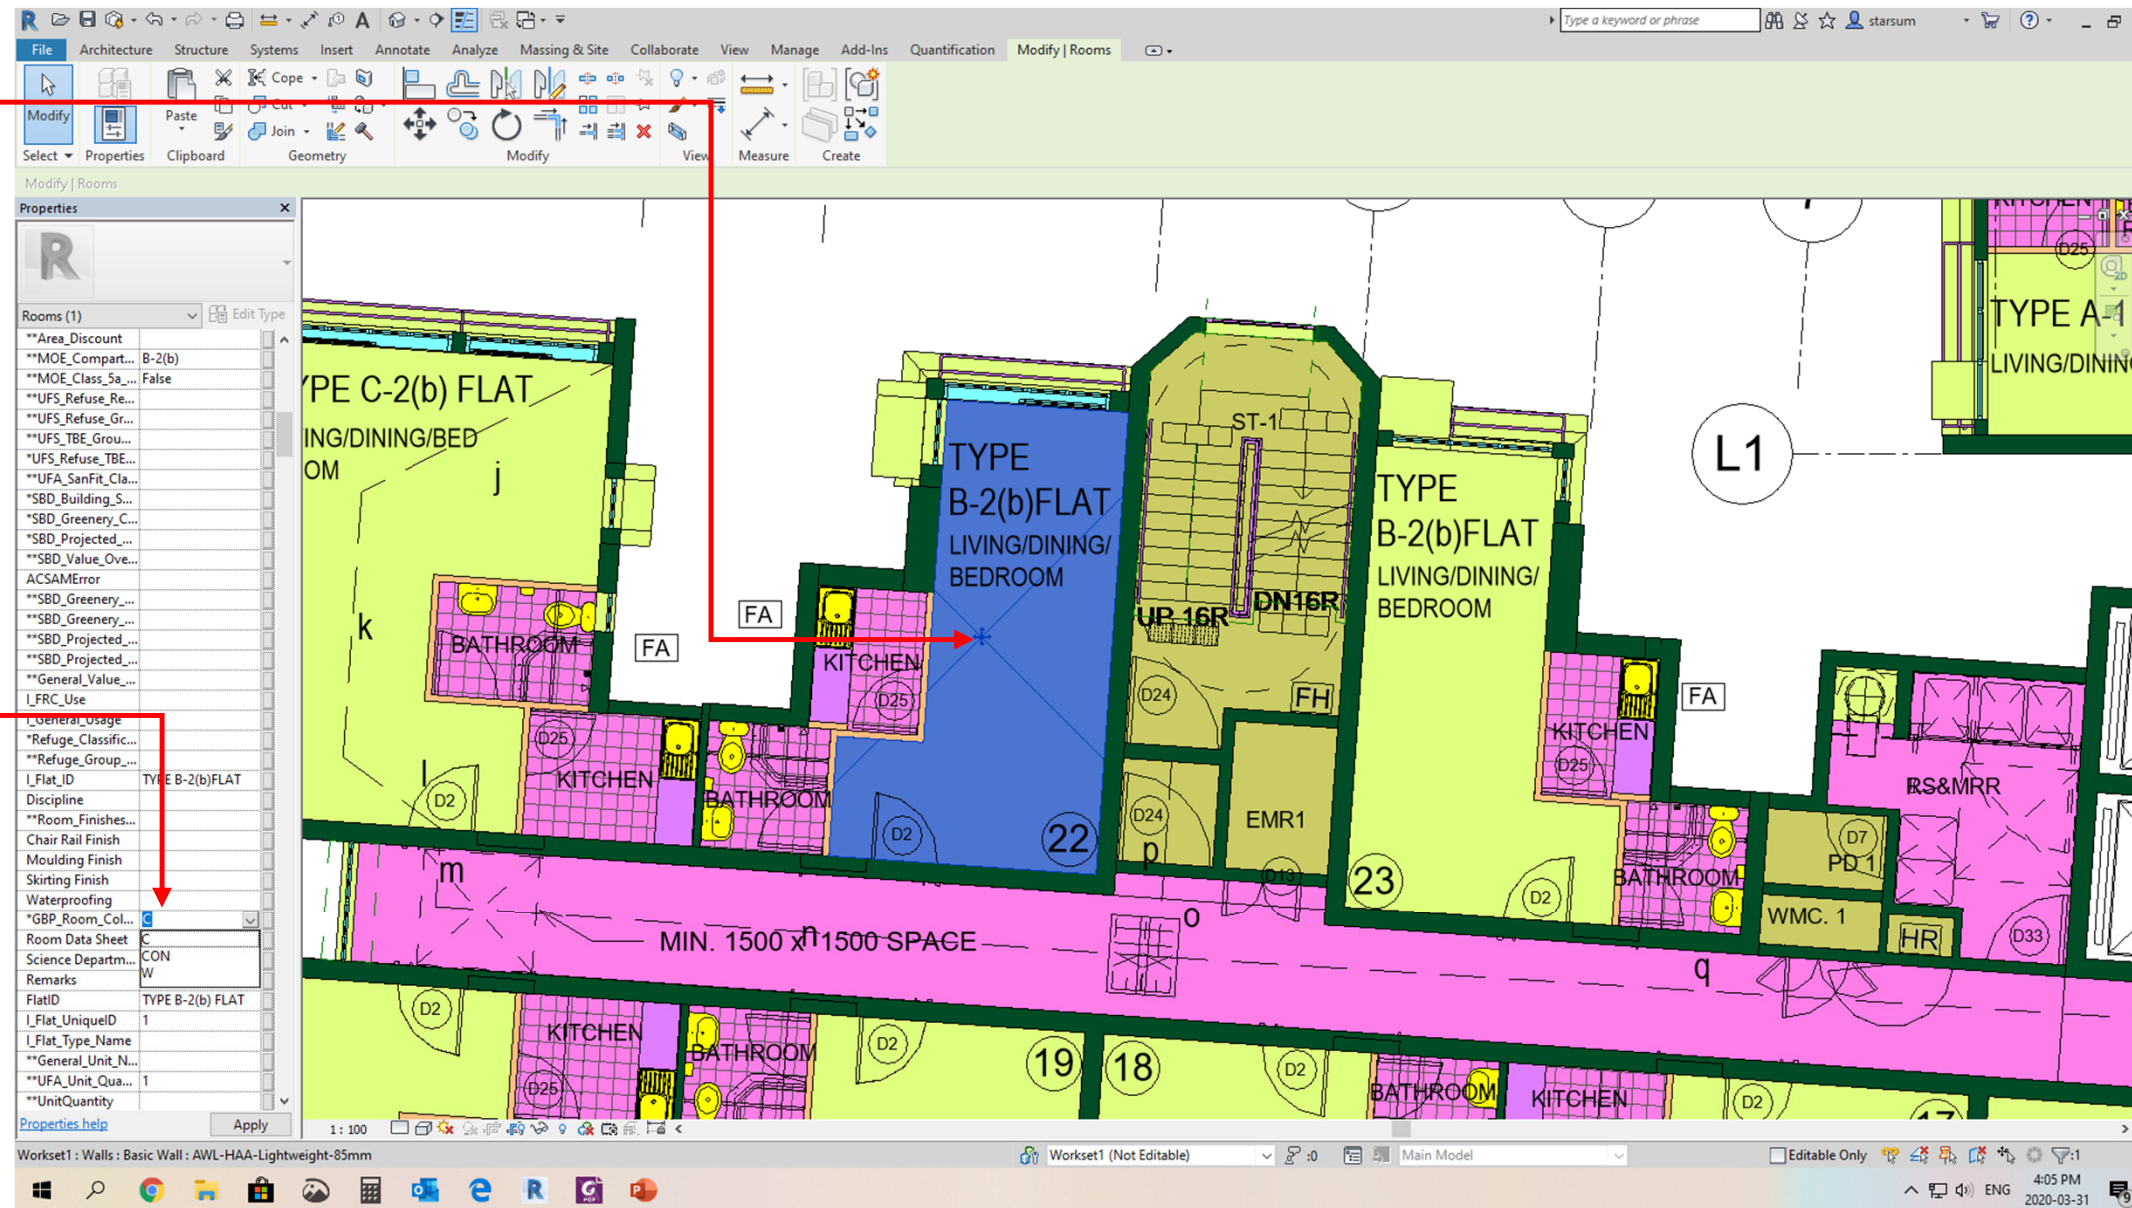 Type a keyword or phrase
starsum
File Architecture Structure Systems Insert Annotate Analyze Massing & Site Collaborate View Manage Add-Ins Quantification Modify | Rooms
Modify
Paste
Cope
Cut
Join
Select Properties Clipboard Geometry Modify View Measure Create
Modify | Rooms
Properties
Rooms (1)
Edit Type
**Area_Discount
**MOE_Compart... B-2(b)
**MOE_Class_5a_... False
**UFS_Refuse_Re...
**UFS_Refuse_Gr...
**UFS_TBE_Grou...
*UFS_Refuse_TBE...
**UFA_SanFit_Cla...
*SBD_Building_S...
*SBD_Greenery_C...
*SBD_Projected_...
**SBD_Value_Ove...
ACSAMError
**SBD_Greenery_...
**SBD_Greenery_...
**SBD_Projected_...
**SBD_Projected_...
**General_Value_...
I_FRC_Use
I_General_Usage
*Refuge_Classific...
**Refuge_Group_...
I_Flat_ID TYPE B-2(b)FLAT
Discipline
**Room_Finishes...
Chair Rail Finish
Moulding Finish
Skirting Finish
Waterproofing
*GBP_Room_Col... C
Room Data Sheet
C
Science Departm...
CON
W
Remarks
FlatID TYPE B-2(b) FLAT
I_Flat_UniqueID 1
I_Flat_Type_Name
**General_Unit_N...
**UFA_Unit_Qua... 1
**UnitQuantity
Properties help
Apply
YPE C-2(b) FLAT
ING/DINING/BED
OM
j
k
l
BATHROOM
FA
FA
KITCHEN
D25
D25
KITCHEN
BATHROOM
D2
TYPE
B-2(b)FLAT
LIVING/DINING/
BEDROOM
D2
22
ST-1
UP 16R
DN16R
D24
FH
D24
EMR1
p
D13
TYPE
B-2(b)FLAT
LIVING/DINING/
BEDROOM
23
D2
KITCHEN
D25
BATHROOM
FA
L1
KITCHEN
D25
2D
TYPE A-1
LIVING/DINING
RS&MRR
D7
PD 1
WMC. 1
HR
D33
m
MIN. 1500 x 1500 SPACE
n
o
q
D2
KITCHEN
D25
BATHROOM
D2
19
18
D2
BATHROOM
KITCHEN
D2
17
1 : 100
Workset1 : Walls : Basic Wall : AWL-HAA-Lightweight-85mm
Workset1 (Not Editable)
:0
Main Model
Editable Only
:1
ENG
4:05 PM
2020-03-31
9